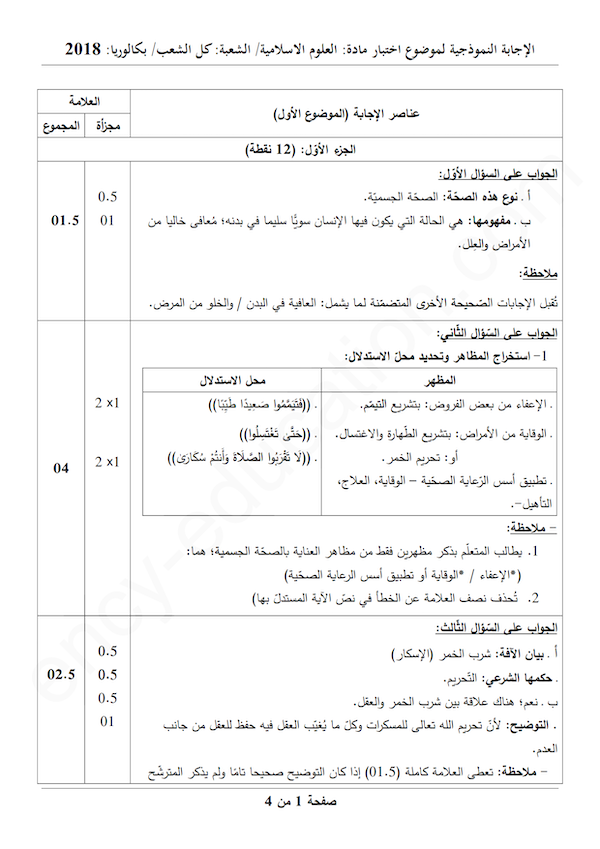 الإجابة النموذجية لموضوع اختبار مادة: العلوم الاسلامية/ الشعبة: كل الشعب/ بكالوريا: 2018
عناصر الإجابة (الموضوع الأول)
العلامة
مجزأة
المجموع
الجزء الأول: (12 نقطة)
الجواب على السؤال الأوّل:
أ . نوع هذه الصحّة: الصحّة الجسميّة.
0.5
ب . مفهومها: هي الحالة التي يكون فيها الإنسان سويًّا سليما في بدنه؛ مُعافى خاليا من
01
01.5
الأمراض والعِلل.
ملاحظة:
تُقبل الإجابات الصّحيحة الأخرى المتضمّنة لما يشمل: العافية في البدن / والخلو من المرض.
الجواب على السّؤال الثّاني:
1- استخراج المظاهر وتحديد محلّ الاستدلال:
المظهر
محل الاستدلال
. الإعفاء من بعض الفروض: بتشريع التيمّم.
. ((فَتَيَمَّمُوا صَعِيدًا طَيِّبًا))
2 x1
. الوقاية من الأمراض: بتشريع الطّهارة والاغتسال.
. ((حَتَّى تَغْتَسِلُوا))
أو: تحريم الخمر.
. ((لَا تَقْرَبُوا الصَّلَاةَ وَأَنتُمْ سُكَارَى))
2 x1
04
. تطبيق أسس الرّعاية الصحّية – الوقاية، العلاج،
التأهيل-.
– ملاحظة:
1. يطالب المتعلّم بذكر مظهرين فقط من مظاهر العناية بالصحّة الجسمية؛ هما:
(*الإعفاء / *الوقاية أو تطبيق أسس الرعاية الصحّية)
2. تُحذف نصف العلامة عن الخطأ في نصّ الآية المستدلّ بها)
الجواب على السّؤال الثّالث:
أ . بيان الآفة: شرب الخمر (الإسكار)
0.5
. حكمها الشرعي: التّحريم.
0.5
02.5
ب . نعم؛ هناك علاقة بين شرب الخمر والعقل.
0.5
. التوضيح: لأنّ تحريم الله تعالى للمسكرات وكلّ ما يُغيّب العقل فيه حفظ للعقل من جانب
01
العدم.
– ملاحظة: تعطى العلامة كاملة (01.5) إذا كان التوضيح صحيحا تامّا ولم يذكر المترشّح
صفحة 1 من 4
ency-education.com